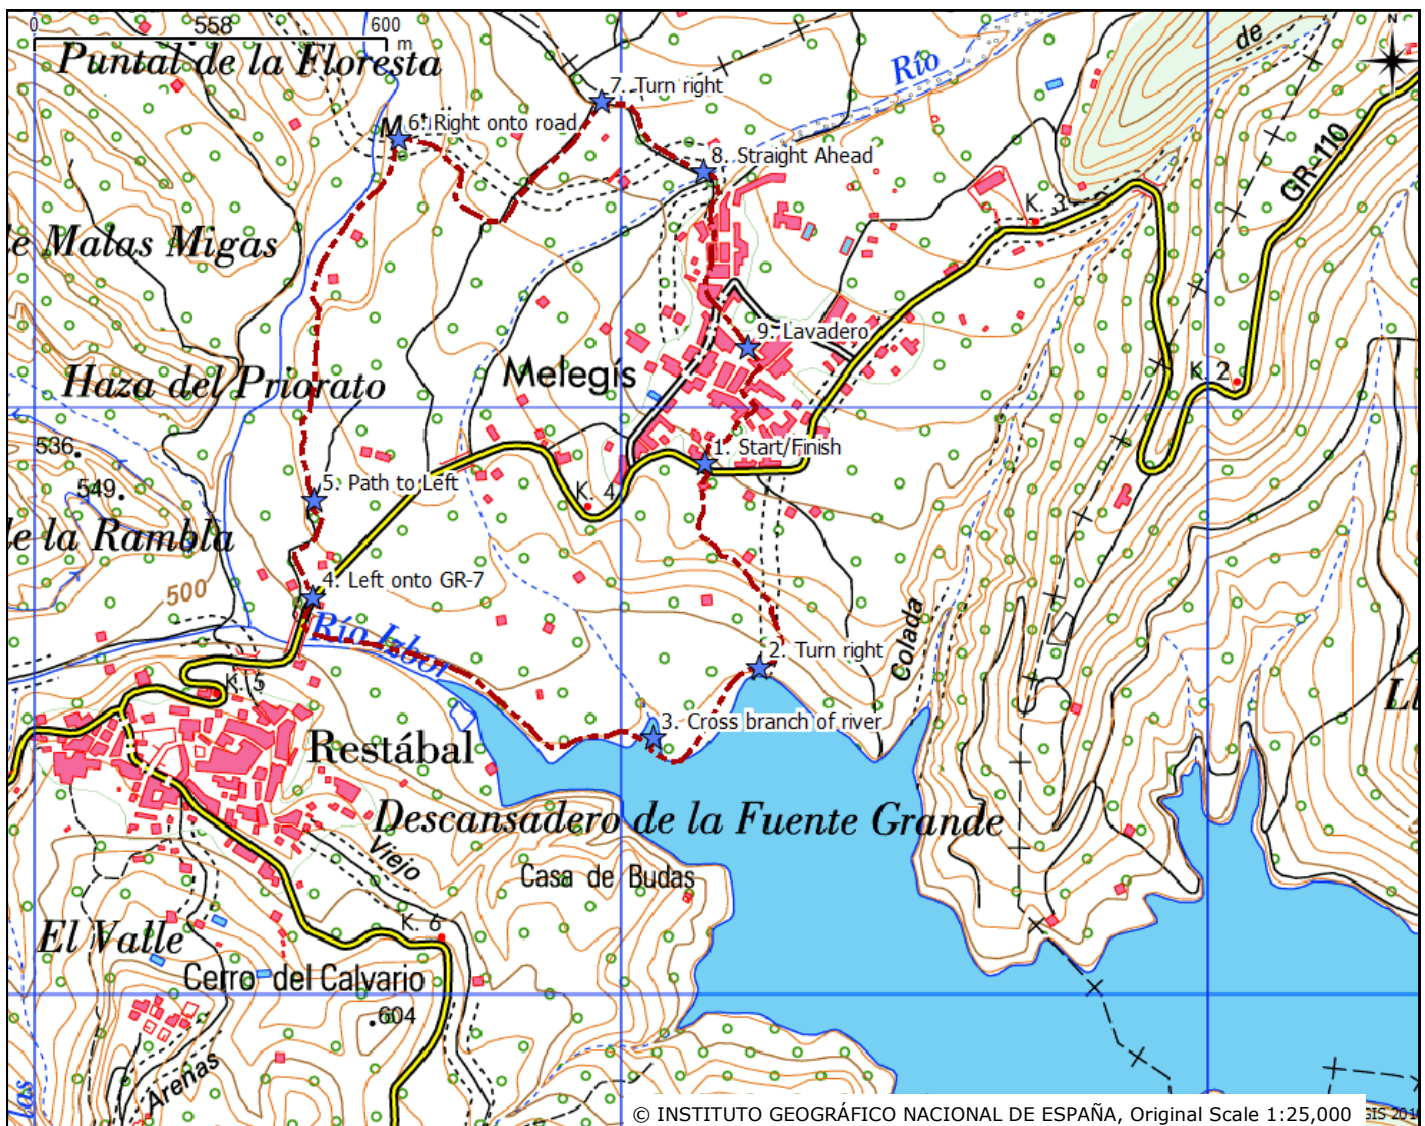 0
558
600
m
Puntal de la Floresta
Río
de
N
7. Turn right
6. Right onto road
8. Straight Ahead
GR-110
K. 3
e Malas Migas
9. Lavadero
Haza del Priorato
Melegís
K 2
536
1. Start/Finish
549
5. Path to Left
K. 4
de la Rambla
500
4. Left onto GR-7
Río Izbor
Colada
2. Turn right
K. 5
3. Cross branch of river
Restábal
Descansadero de la Fuente Grande
Viejo
Casa de Budas
K. 6
El Valle
Cerro del Calvario
604
Arenas
las
© INSTITUTO GEOGRÁFICO NACIONAL DE ESPAÑA, Original Scale 1:25,000